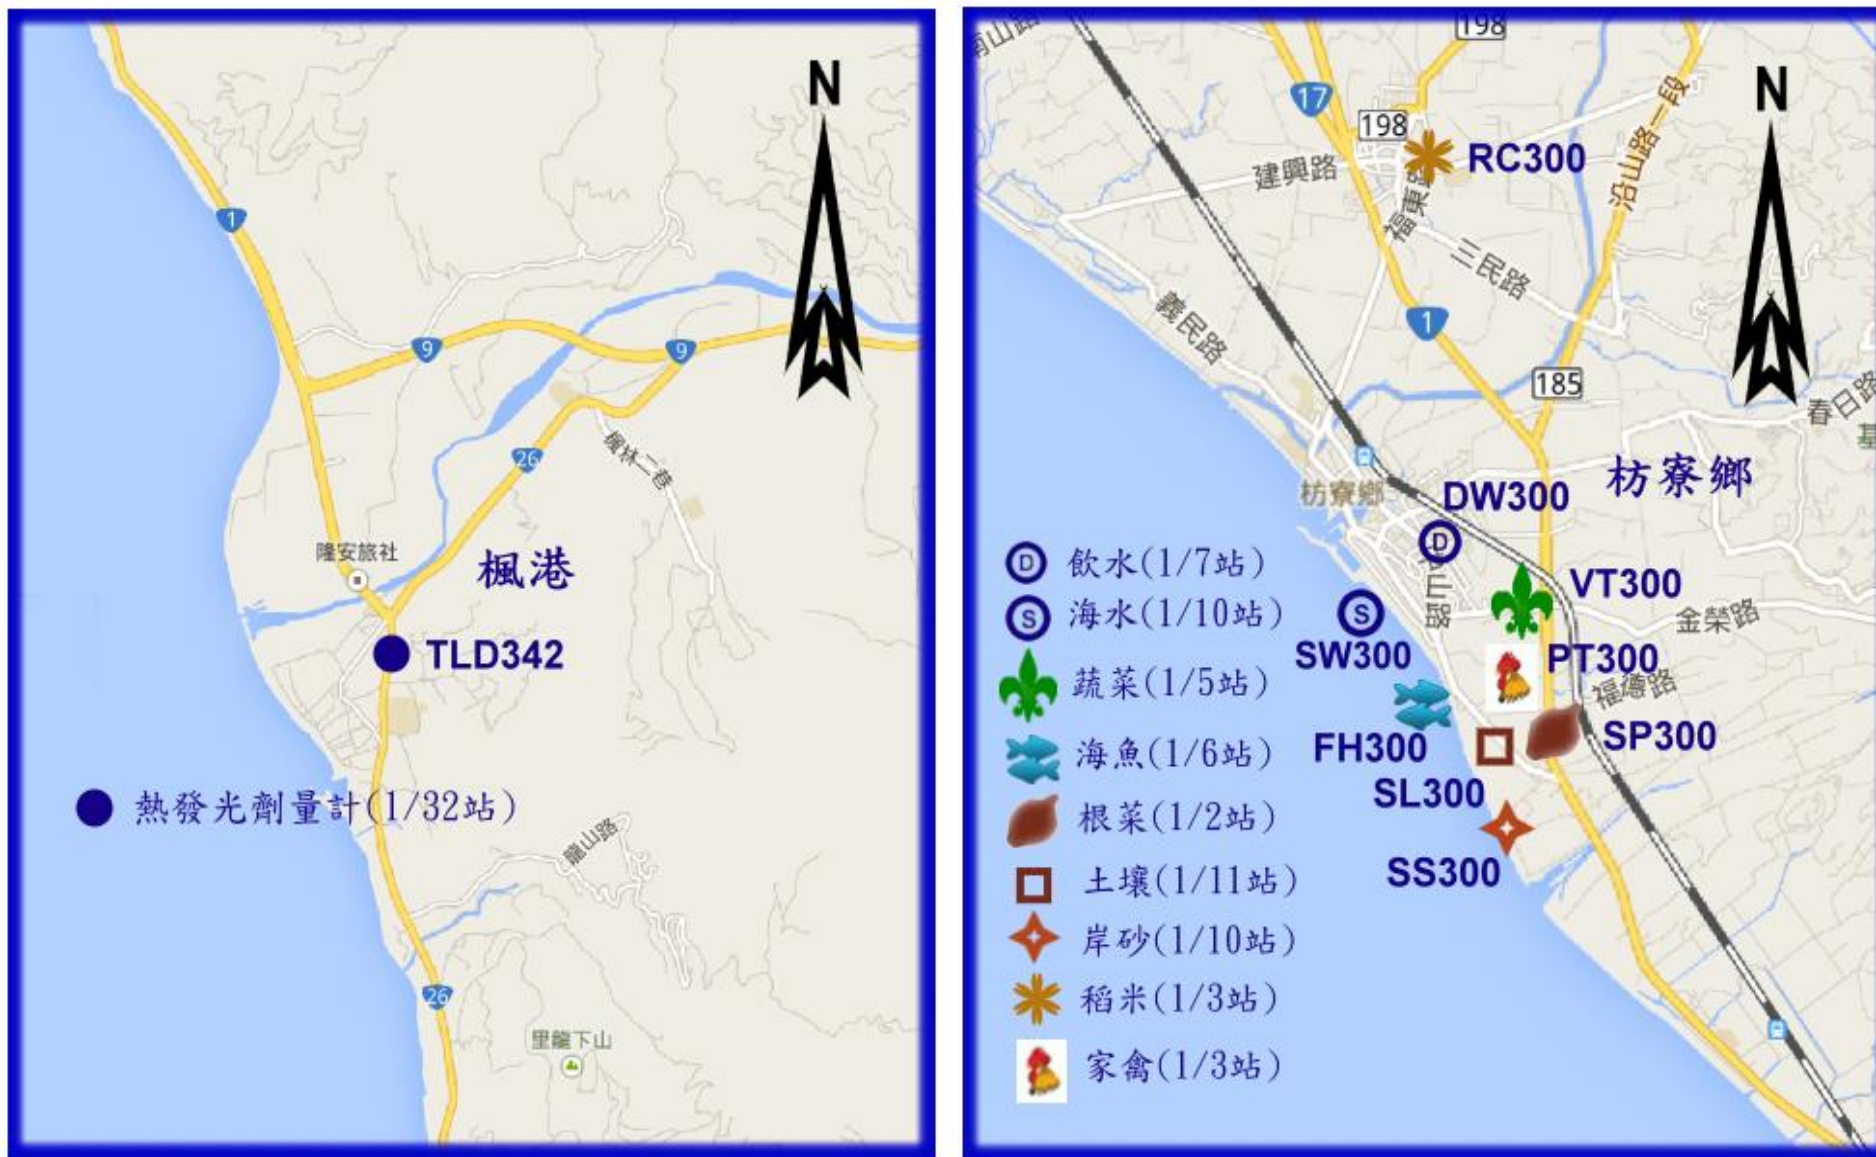 N
1
9
9
26
楓林二巷
隆安旅社
楓港
TLD342
熱發光劑量計(1/32站)
龍山路
26
里龍下山
198
N
17
198
RC300
建興路
福東路
沿山路一段
三民路
義民路
1
185
春日路
枋寮鄉
枋寮鄉
DW300
D
VT300
金榮路
S
SW300
PT300
福德路
FH300
SP300
SL300
SS300
D 飲水(1/7站)
S 海水(1/10站)
蔬菜(1/5站)
海魚(1/6站)
根菜(1/2站)
土壤(1/11站)
岸砂(1/10站)
稻米(1/3站)
家禽(1/3站)